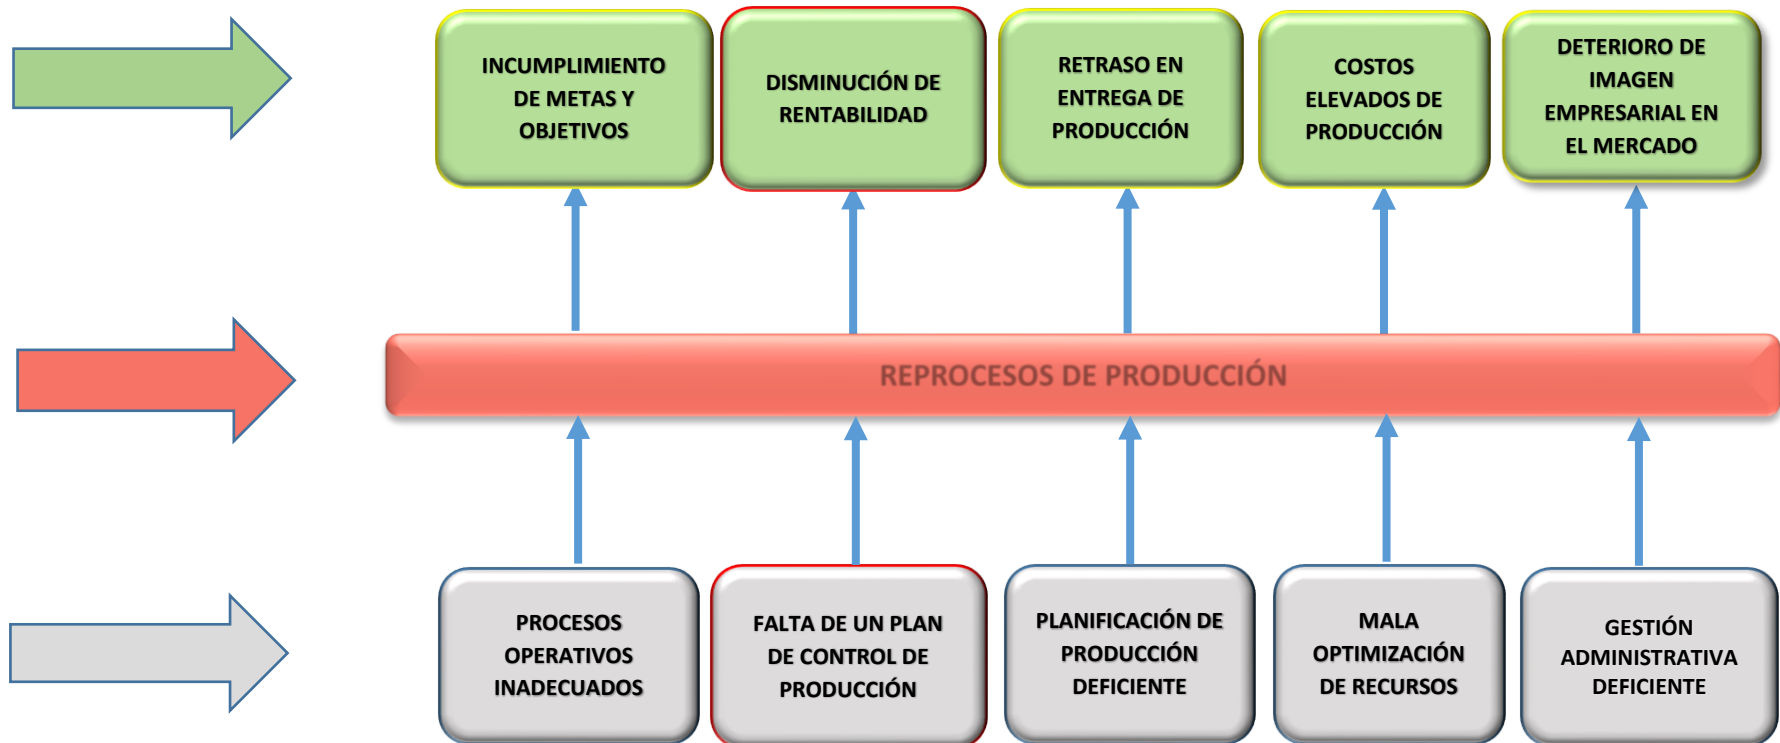 INCUMPLIMIENTO
DE METAS Y
OBJETIVOS
DISMINUCIÓN DE
RENTABILIDAD
RETRASO EN
ENTREGA DE
PRODUCCIÓN
COSTOS
ELEVADOS DE
PRODUCCIÓN
DETERIORO DE
IMAGEN
EMPRESARIAL EN
EL MERCADO
REPROCESOS DE PRODUCCIÓN
PROCESOS
OPERATIVOS
INADECUADOS
FALTA DE UN PLAN
DE CONTROL DE
PRODUCCIÓN
PLANIFICACIÓN DE
PRODUCCIÓN
DEFICIENTE
MALA
OPTIMIZACIÓN
DE RECURSOS
GESTIÓN
ADMINISTRATIVA
DEFICIENTE